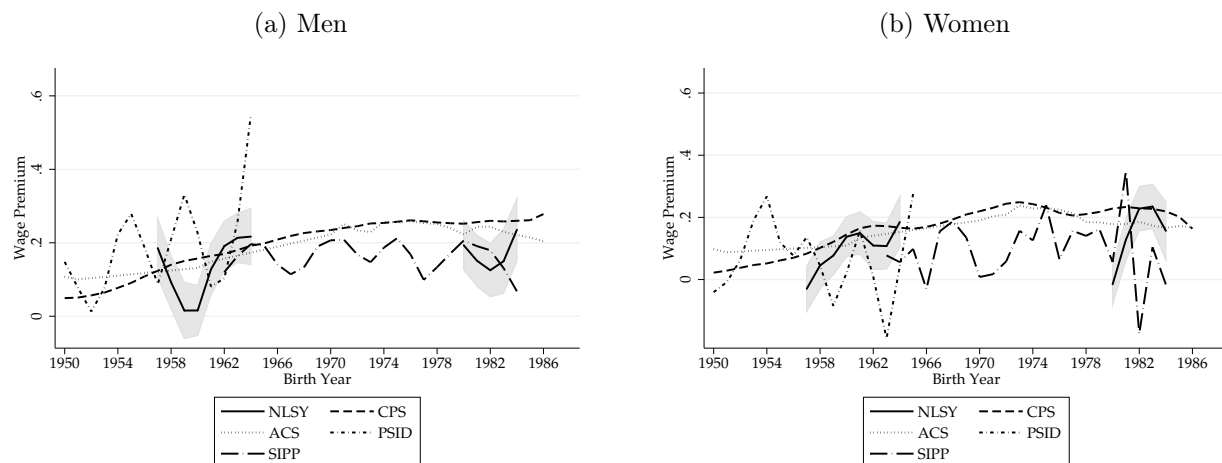 (a) Men
.6
.4
.2
0
Wage Premium
1950 1954 1958 1962 1966 1970 1974 1978 1982 1986
Birth Year
NLSY CPS
ACS PSID
SIPP
(b) Women
.6
.4
.2
0
Wage Premium
1950 1954 1958 1962 1966 1970 1974 1978 1982 1986
Birth Year
NLSY CPS
ACS PSID
SIPP